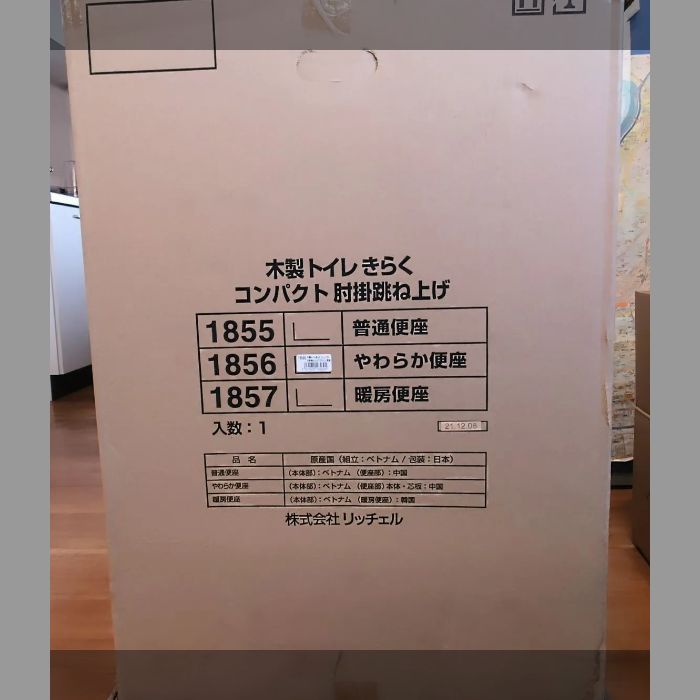 木製トイレ きらく
コンパクト 肘掛跳ね上げ
1855 普通便座
1856 やわらか便座
1857 暖房便座
入数：1 21.12.06
品名 原産国（組立：ベトナム / 包装：日本）
普通便座 （本体部）：ベトナム （便座部）：中国
やわらか便座 （本体部）：ベトナム （便座部）本体・芯板：中国
暖房便座 （本体部）：ベトナム （暖房便座）：韓国
株式会社 リッチェル